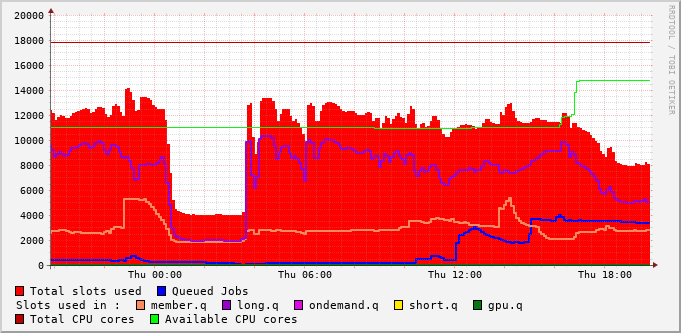 RRDTOOL / TOBI OETIKER
20000
18000
16000
14000
12000
10000
8000
6000
4000
2000
0
Thu 00:00 Thu 06:00 Thu 12:00 Thu 18:00
Total slots used Queued Jobs
Slots used in : member.q long.q ondemand.q short.q gpu.q
Total CPU cores Available CPU cores